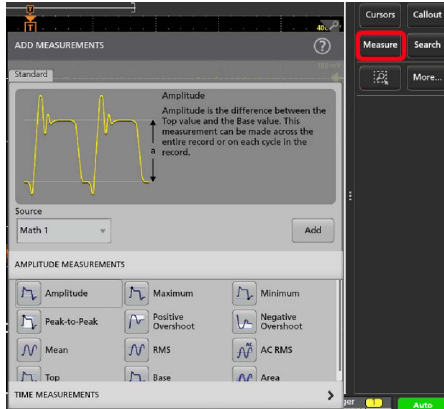 T
T
Cursors
Callout
ADD MEASUREMENTS
?
Measure
Search
Standard
More...
Amplitude
Amplitude is the difference between the
Top value and the Base value. This
measurement can be made across the
entire record or on each cycle in the
record.
a
Source
Math 1
Add
AMPLITUDE MEASUREMENTS
Amplitude
Maximum
Minimum
Peak-to-Peak
Positive
Overshoot
Negative
Overshoot
Mean
RMS
AC
AC RMS
Top
Base
Area
TIME MEASUREMENTS
1
Auto